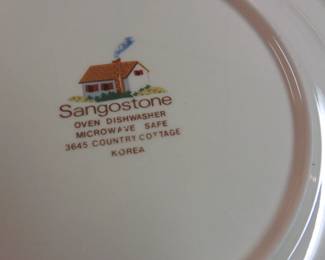 Sangostone
OVEN DISHWASHER
MICROWAVE SAFE
3645 COUNTRY COTTAGE
KOREA